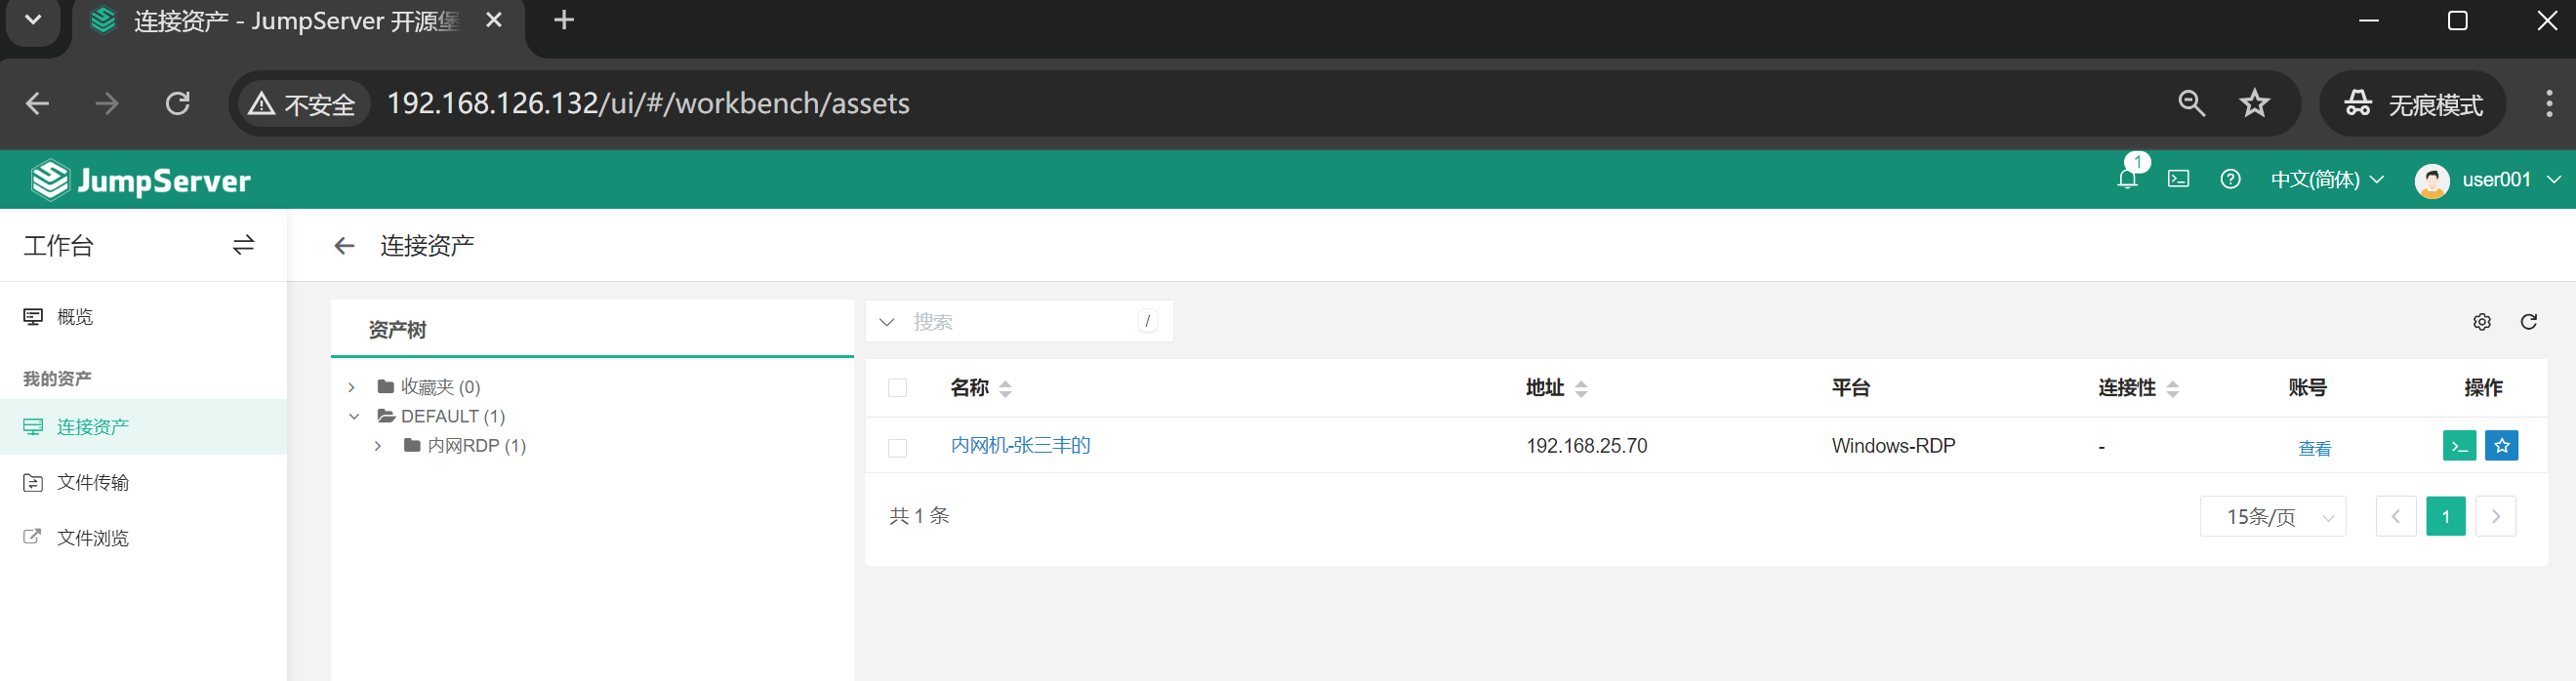 连接资产 - JumpServer 开源堡
不安全 192.168.126.132/ui/#/workbench/assets 无痕模式
JumpServer 1 中文(简体) user001
工作台
概览
我的资产
连接资产
文件传输
文件浏览
连接资产
资产树
收藏夹 (0)
DEFAULT (1)
内网RDP (1)
搜索 /
名称 地址 平台 连接性 账号 操作
内网机-张三丰的 192.168.25.70 Windows-RDP - 查看
共 1 条 15条/页 1